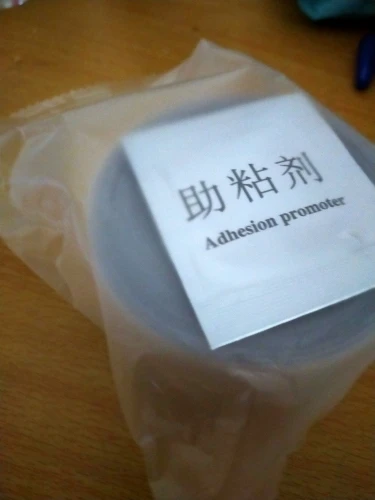 助粘剂
Adhesion promoter